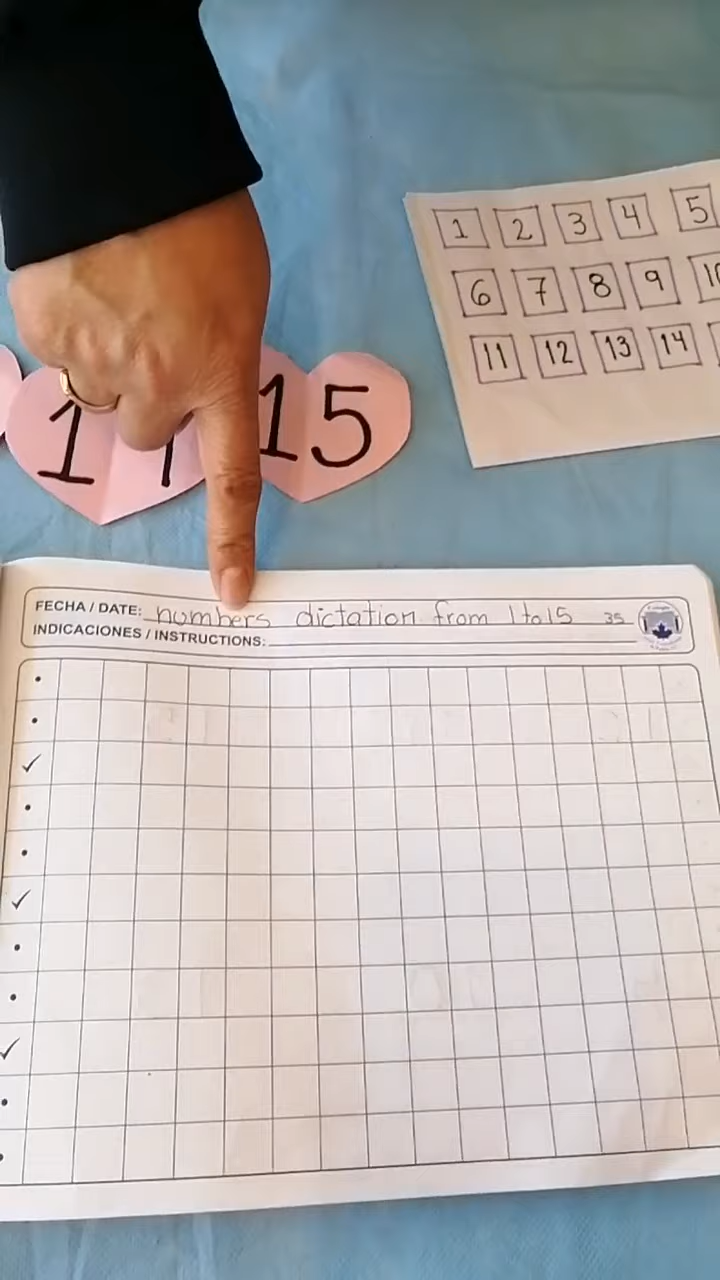 1 2 3 4 5
6 7 8 9
11 12 13 14
15
FECHA / DATE: numbers dictation from 1 to 15 35
INDICACIONES / INSTRUCTIONS: